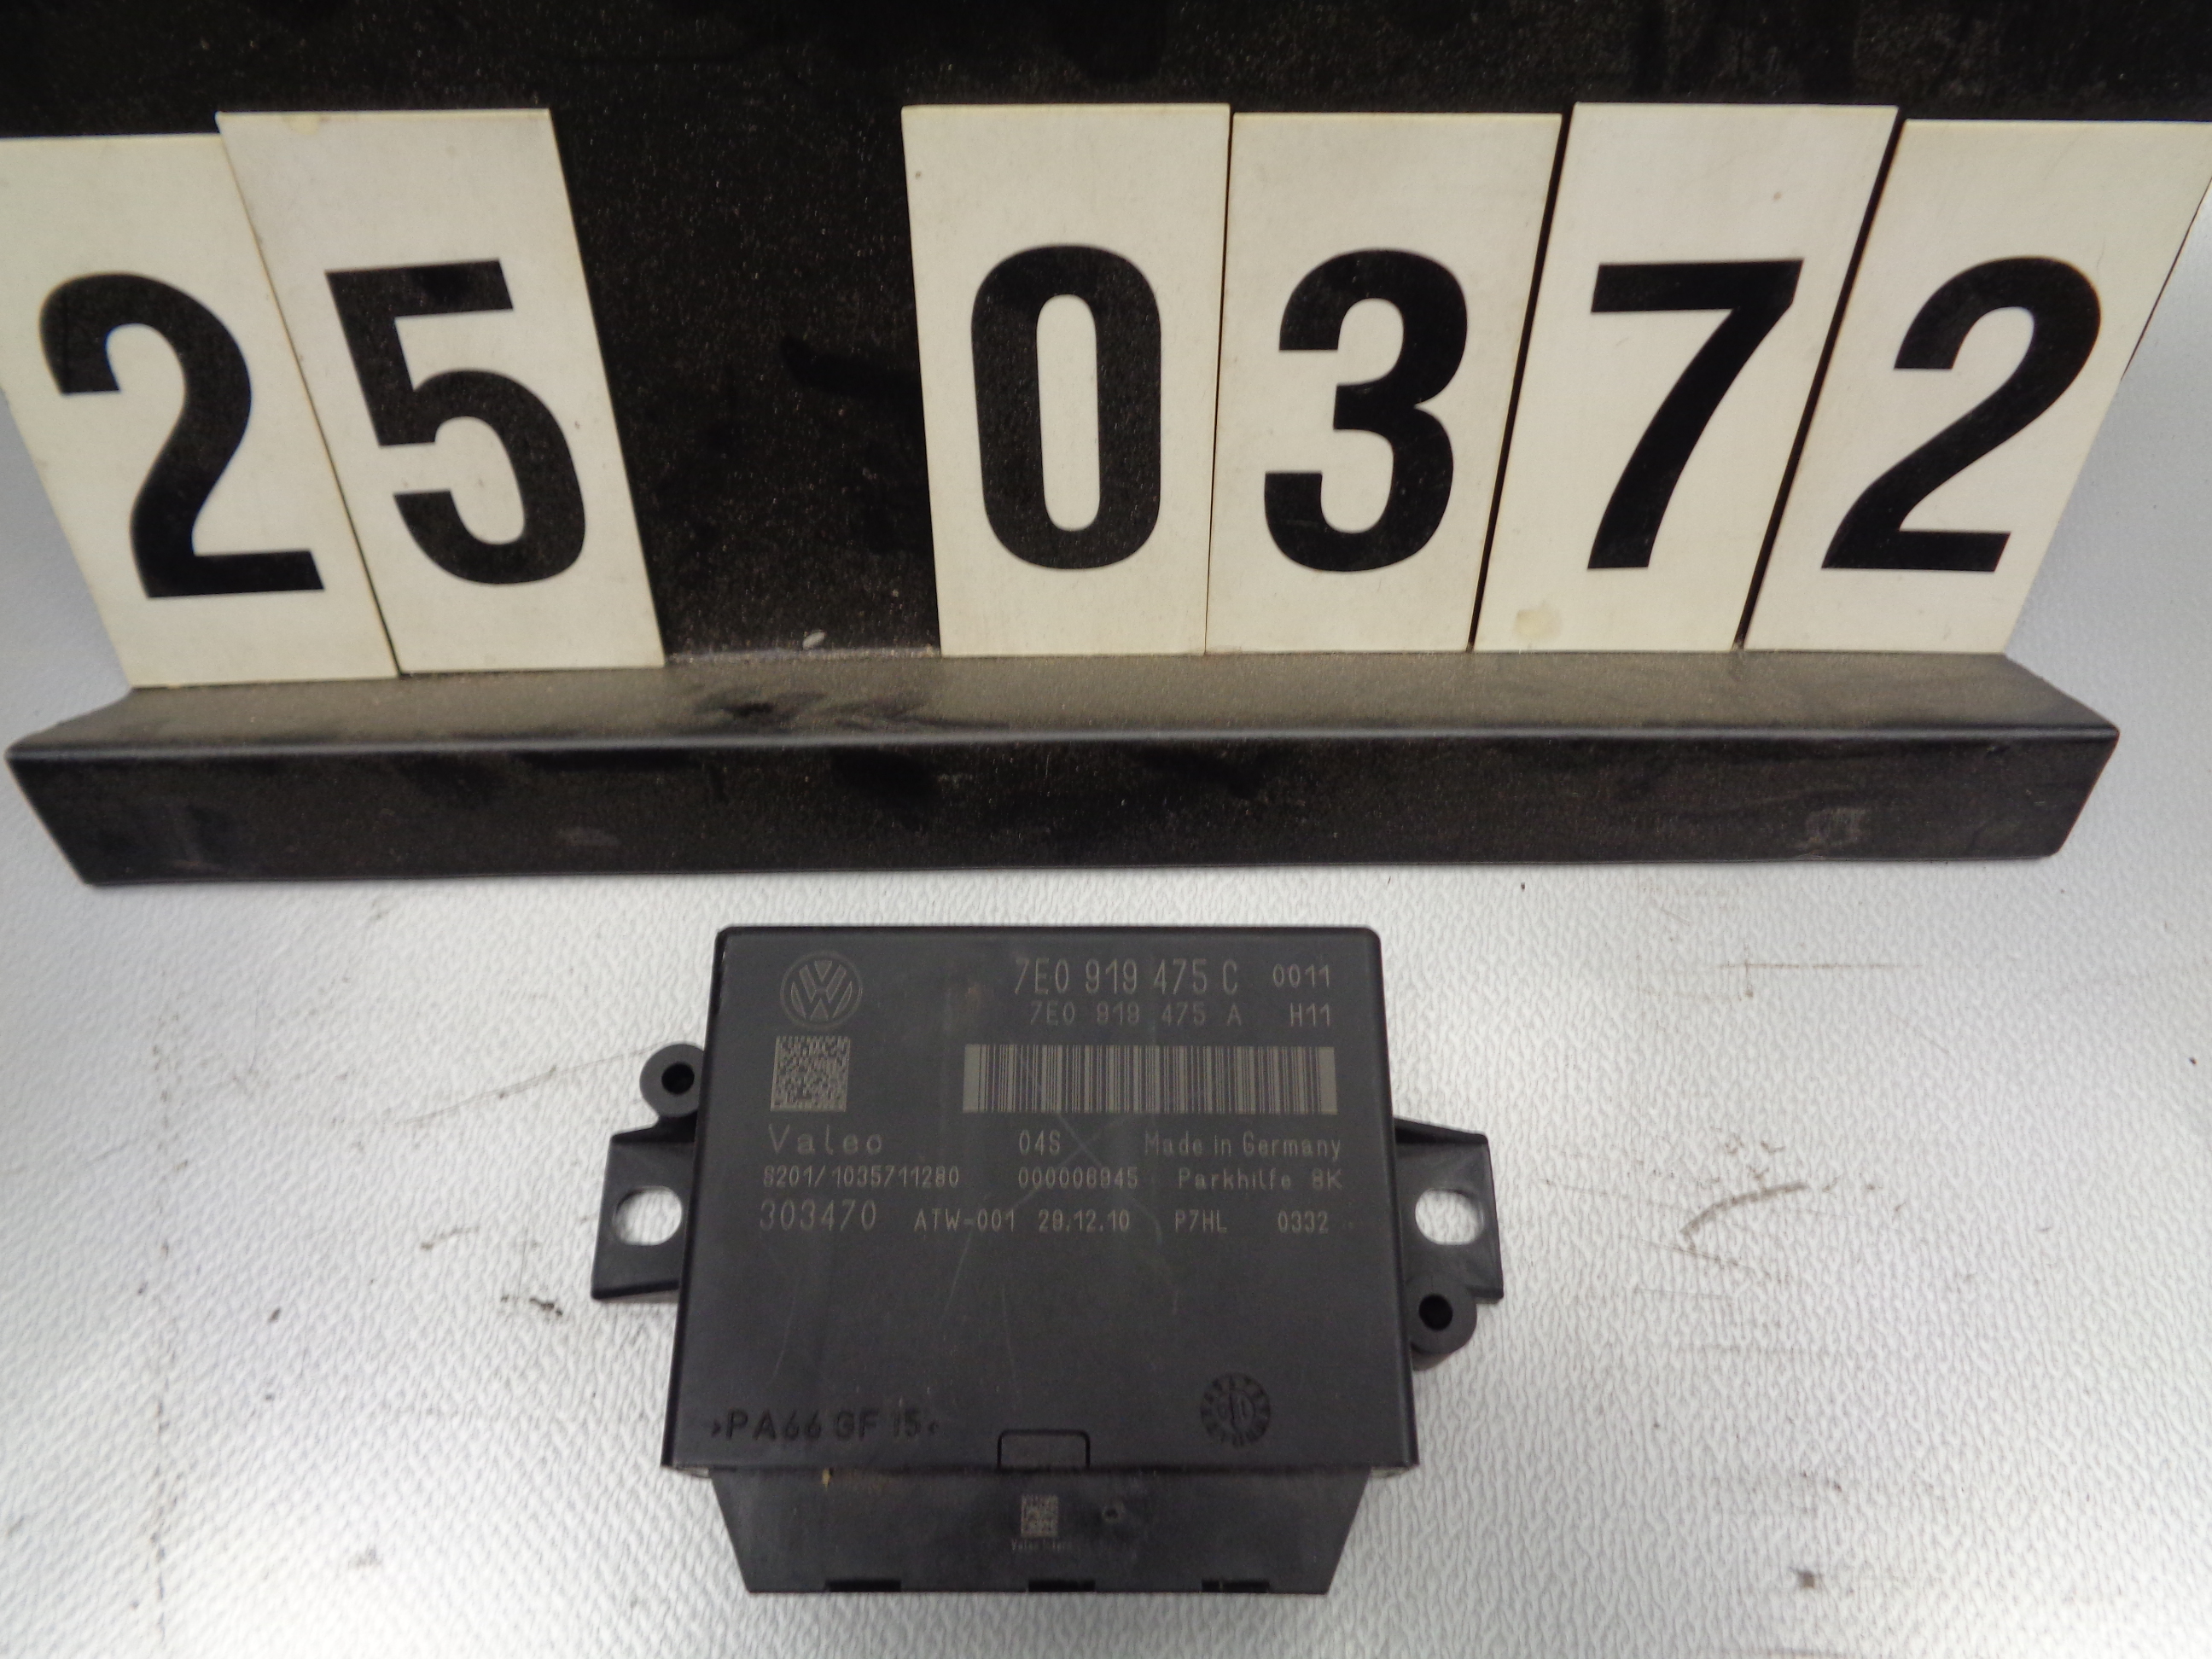 25 0372
7E0 919 475 C 0011
7E0 919 475 A H11
Valeo 04S Made in Germany
S201/1035711280 000006945 Parkhilfe 8K
303470 ATW-001 29.12.10 P7HL 0332
>PA66 GF 15<